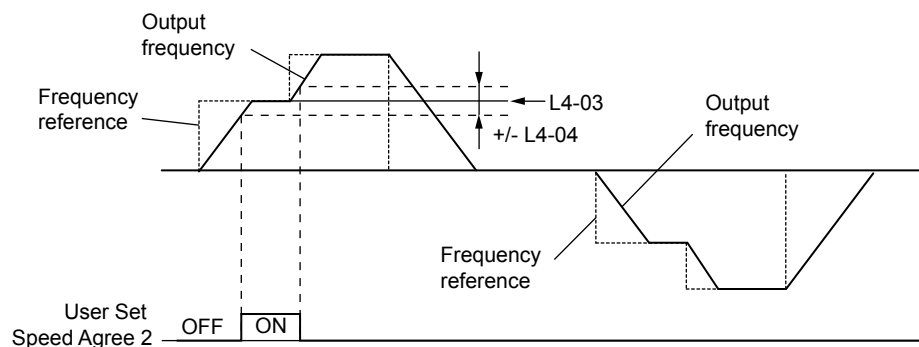 Output
frequency
Frequency
reference
L4-03
+/- L4-04
Output
frequency
Frequency
reference
User Set
Speed Agree 2
OFF
ON